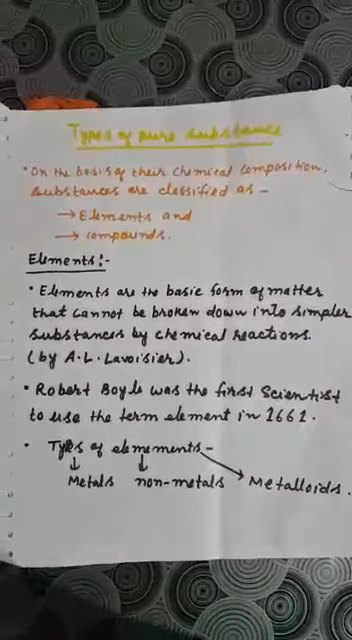 Types of pure substance
• On the basis of their chemical composition,
substances are classified as -
→ Elements and
→ compounds.
Elements:-
• Elements are the basic form of matter
that cannot be broken down into simpler
substances by chemical reactions.
(by A.L. Lavoisier).
• Robert Boyle was the first Scientist
to use the term element in 1661.
• Types of elemements -
↓ ↓ →
Metals non-metals Metalloids.